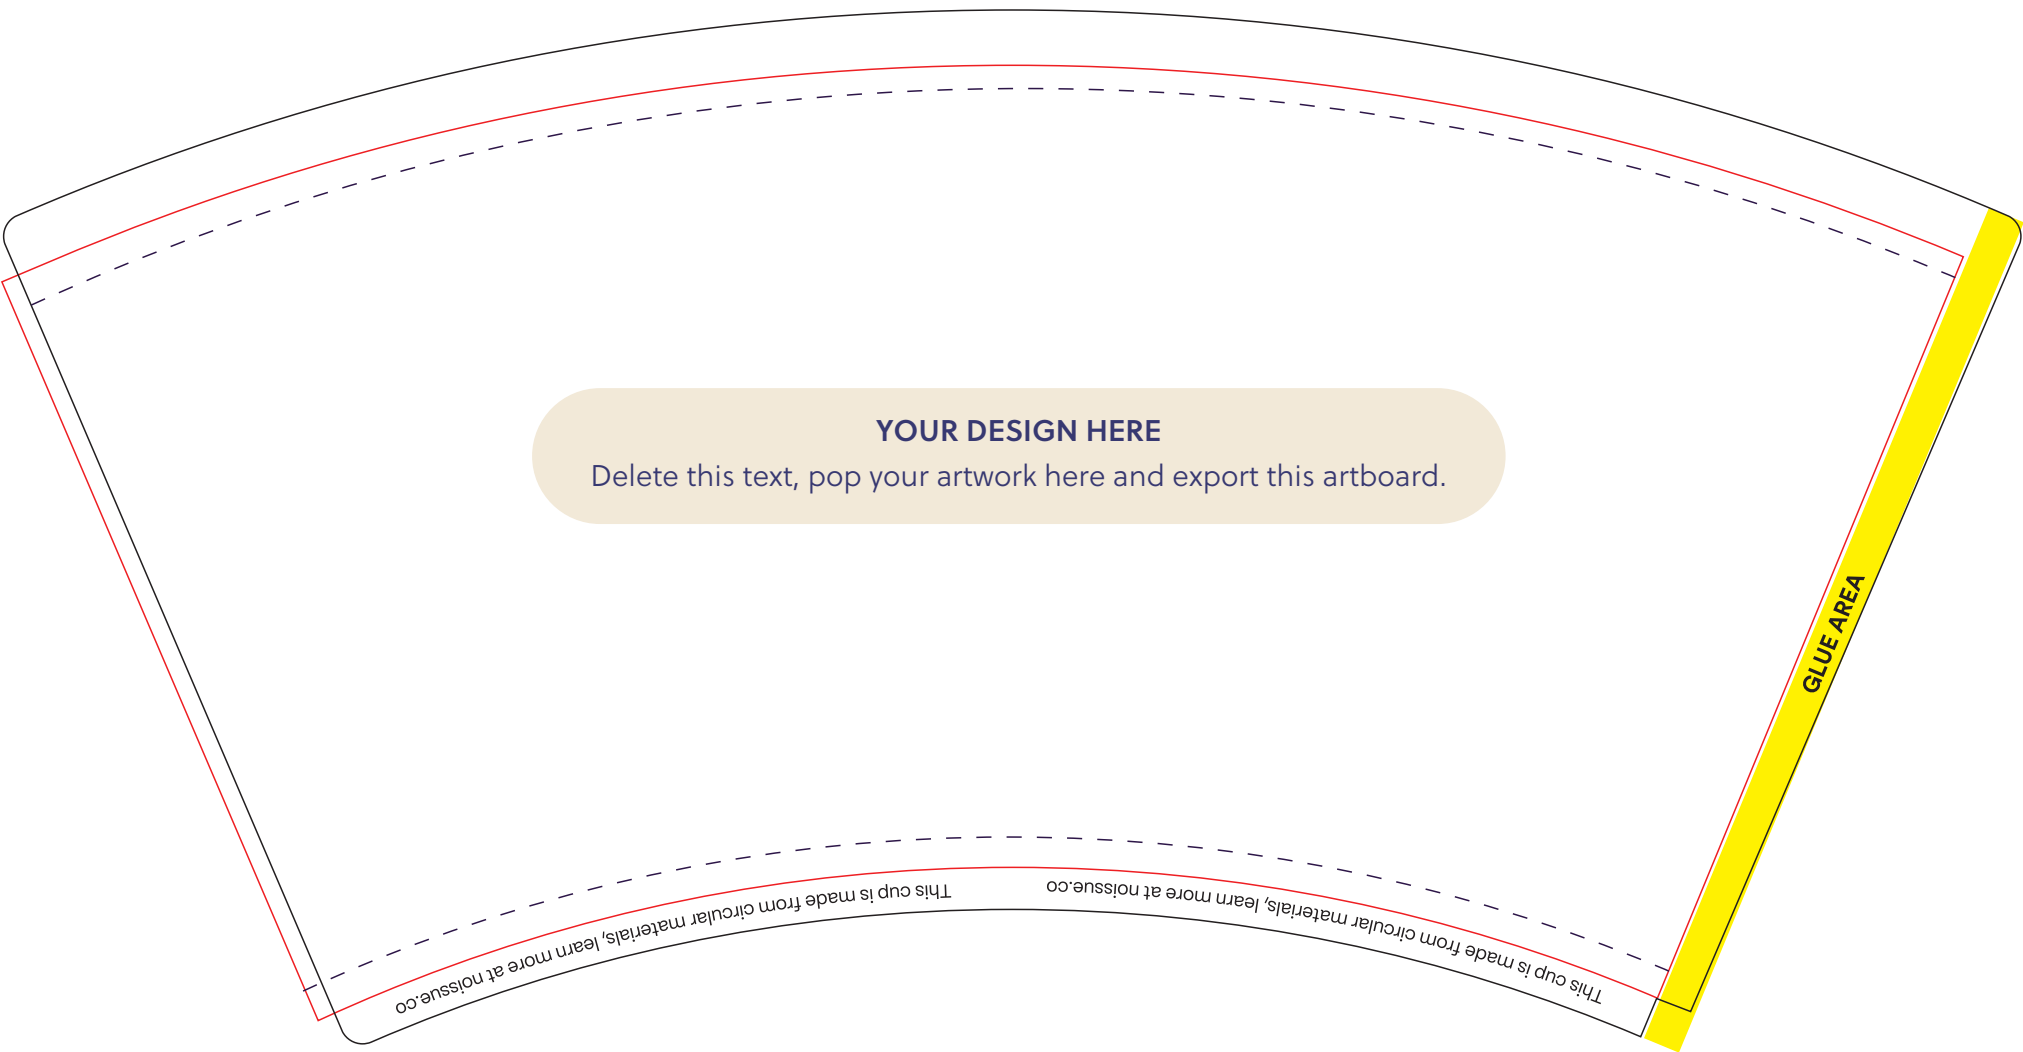 YOUR DESIGN HERE
Delete this text, pop your artwork here and export this artboard.
GLUE AREA
This cup is made from circular materials, learn more at noissue.co
This cup is made from circular materials, learn more at noissue.co